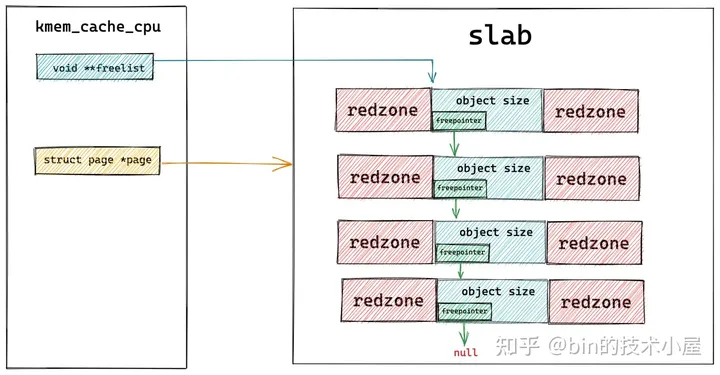 kmem_cache_cpu
void **freelist
struct page *page
slab
redzone
object size
freepointer
redzone
redzone
object size
freepointer
redzone
redzone
object size
freepointer
redzone
redzone
object size
freepointer
redzone
null
知乎 @bin的技术小屋